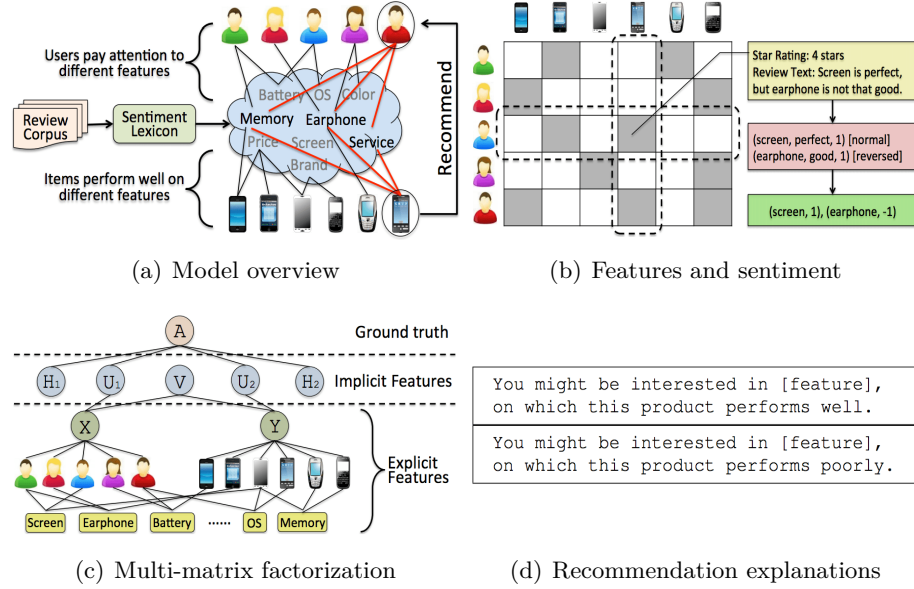 Users pay attention to
different features
Review
Corpus
Sentiment
Lexicon
Items perform well on
different features
Battery OS Color
Memory Earphone
Price Screen Service
Brand
Recommend
(a) Model overview
Star Rating: 4 stars
Review Text: Screen is perfect,
but earphone is not that good.
(screen, perfect, 1) [normal]
(earphone, good, 1) [reversed]
(screen, 1), (earphone, -1)
(b) Features and sentiment
A
Ground truth
H1 U1 V U2 H2
Implicit Features
X Y
Explicit
Features
Screen Earphone Battery ...... OS Memory
(c) Multi-matrix factorization
You might be interested in [feature],
on which this product performs well.
You might be interested in [feature],
on which this product performs poorly.
(d) Recommendation explanations